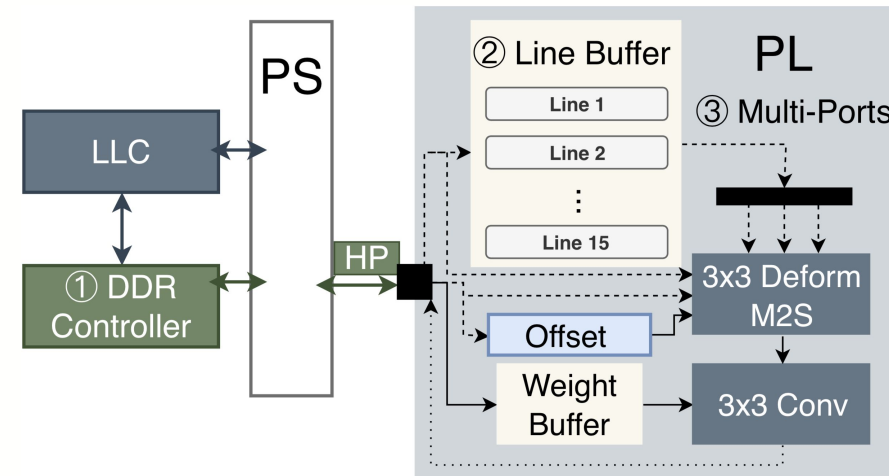 PS
LLC
① DDR
Controller
HP
② Line Buffer
Line 1
Line 2
⋮
Line 15
PL
③ Multi-Ports
3x3 Deform
M2S
Offset
Weight
Buffer
3x3 Conv